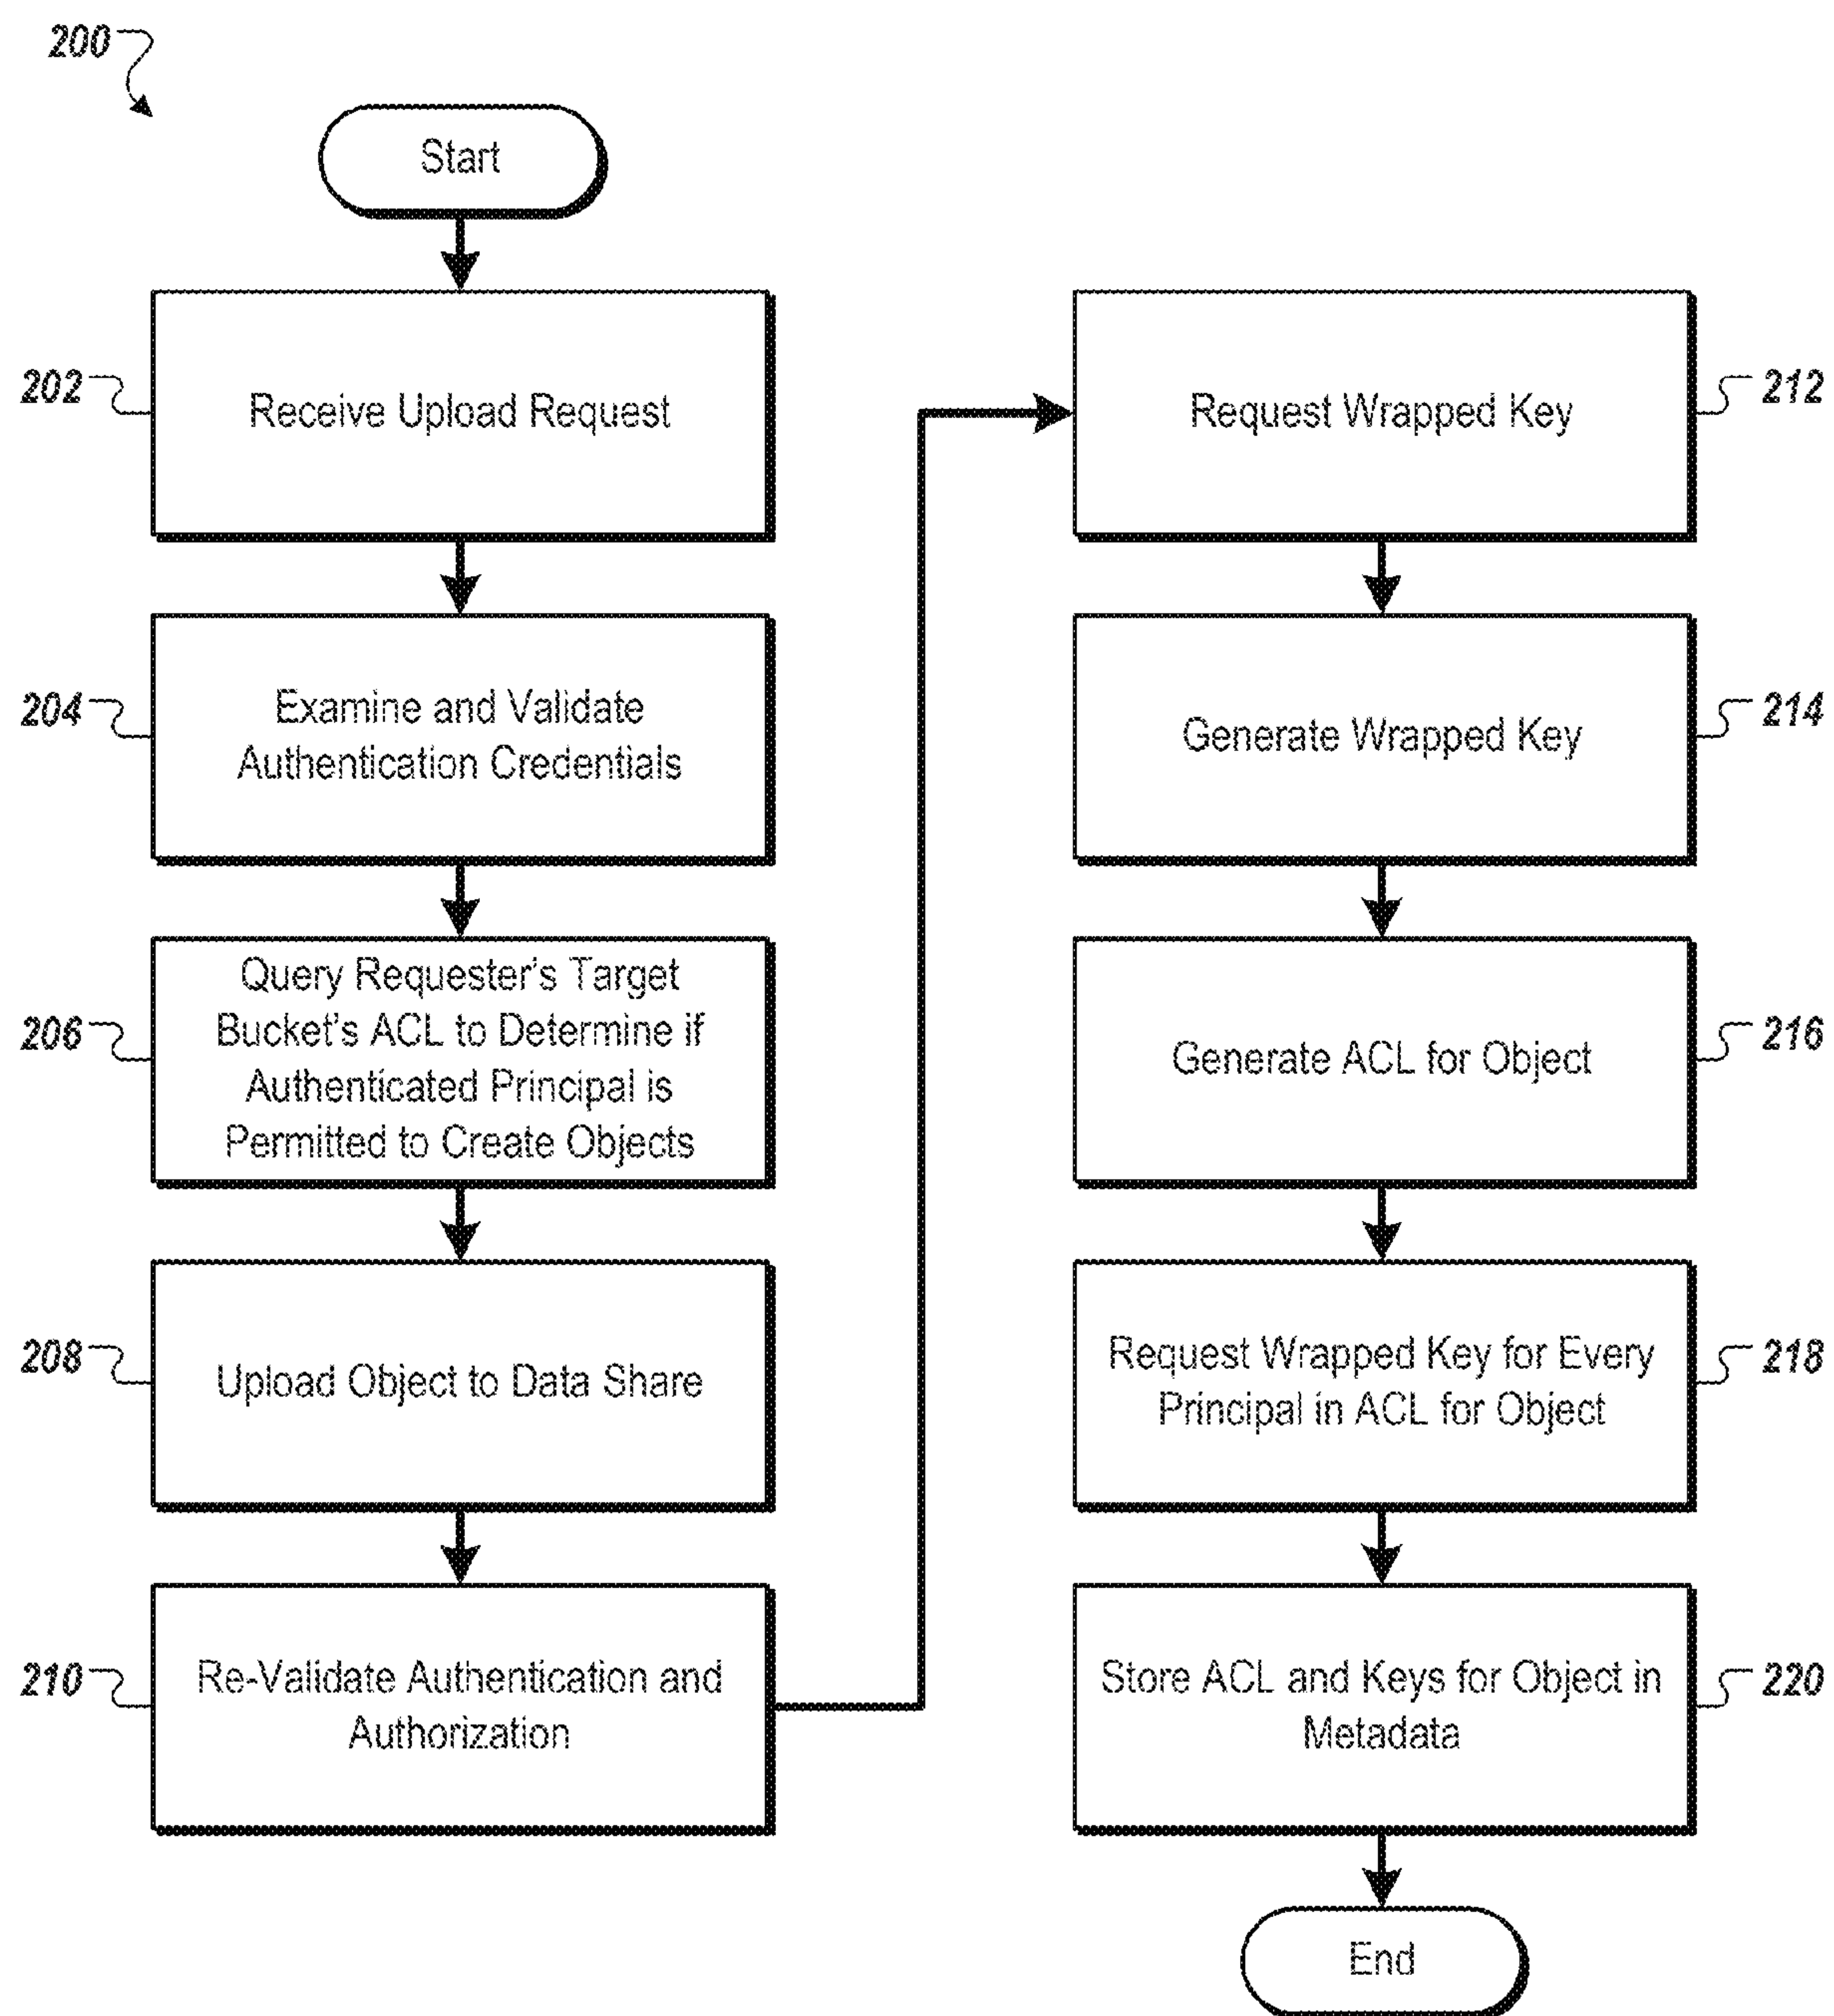 200
Start
202
Receive Upload Request
204
Examine and Validate
Authentication Credentials
206
Query Requester's Target
Bucket's ACL to Determine if
Authenticated Principal is
Permitted to Create Objects
208
Upload Object to Data Share
210
Re-Validate Authentication and
Authorization
212
Request Wrapped Key
214
Generate Wrapped Key
216
Generate ACL for Object
218
Request Wrapped Key for Every
Principal in ACL for Object
220
Store ACL and Keys for Object in
Metadata
End